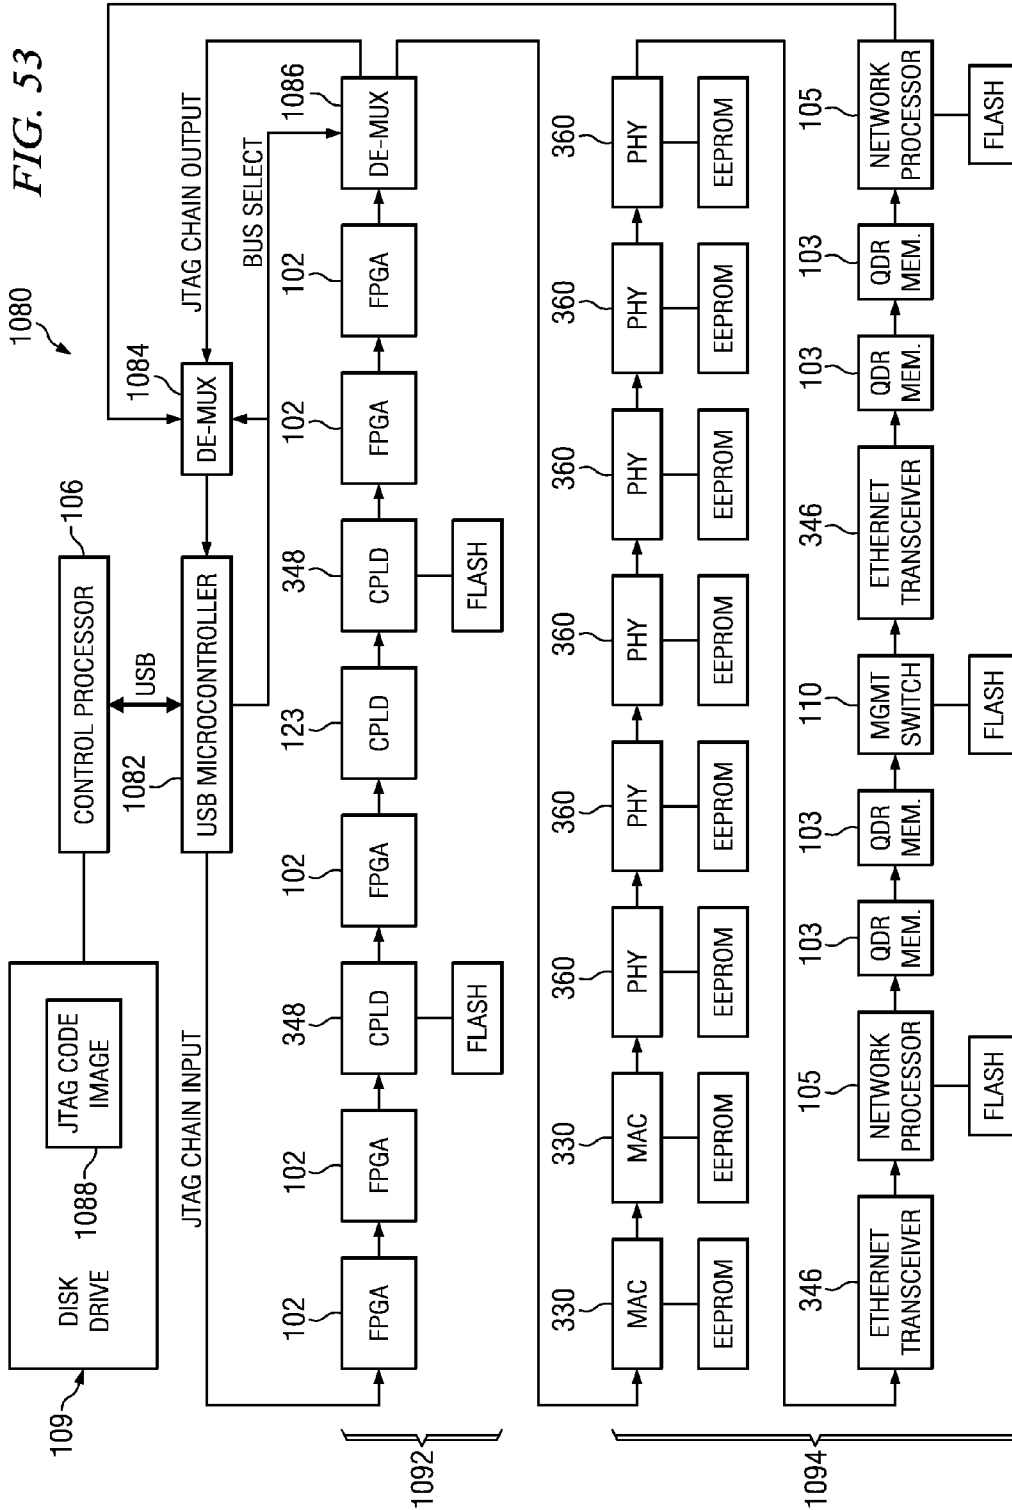 FIG. 53
1080
109
DISK
DRIVE
JTAG CODE
IMAGE
1088
CONTROL PROCESSOR
106
USB
1082
USB MICROCONTROLLER
1084
DE-MUX
JTAG CHAIN INPUT
JTAG CHAIN OUTPUT
BUS SELECT
1092
102
FPGA
102
FPGA
348
CPLD
FLASH
102
FPGA
123
CPLD
348
CPLD
FLASH
102
FPGA
102
FPGA
1086
DE-MUX
1094
330
MAC
EEPROM
330
MAC
EEPROM
360
PHY
EEPROM
360
PHY
EEPROM
360
PHY
EEPROM
360
PHY
EEPROM
360
PHY
EEPROM
360
PHY
EEPROM
346
ETHERNET
TRANSCEIVER
105
NETWORK
PROCESSOR
FLASH
103
QDR
MEM.
103
QDR
MEM.
110
MGMT
SWITCH
FLASH
346
ETHERNET
TRANSCEIVER
103
QDR
MEM.
103
QDR
MEM.
105
NETWORK
PROCESSOR
FLASH